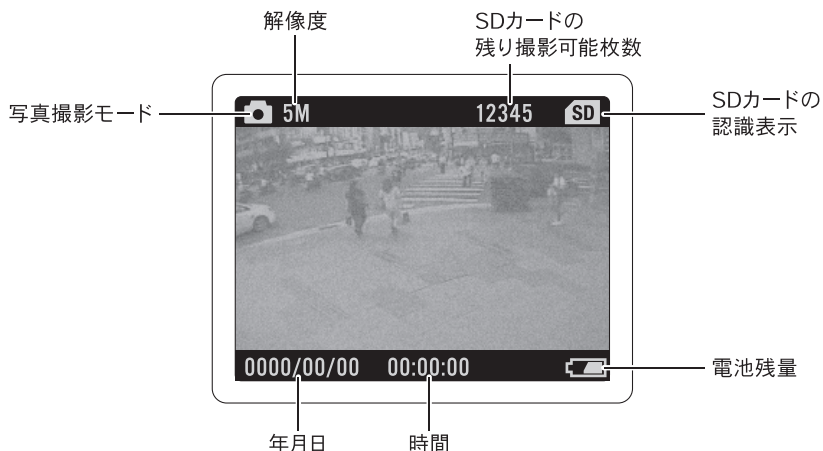 解像度
SDカードの
残り撮影可能枚数
写真撮影モード
5M
12345
SD
SDカードの
認識表示
0000/00/00
00:00:00
電池残量
年月日
時間